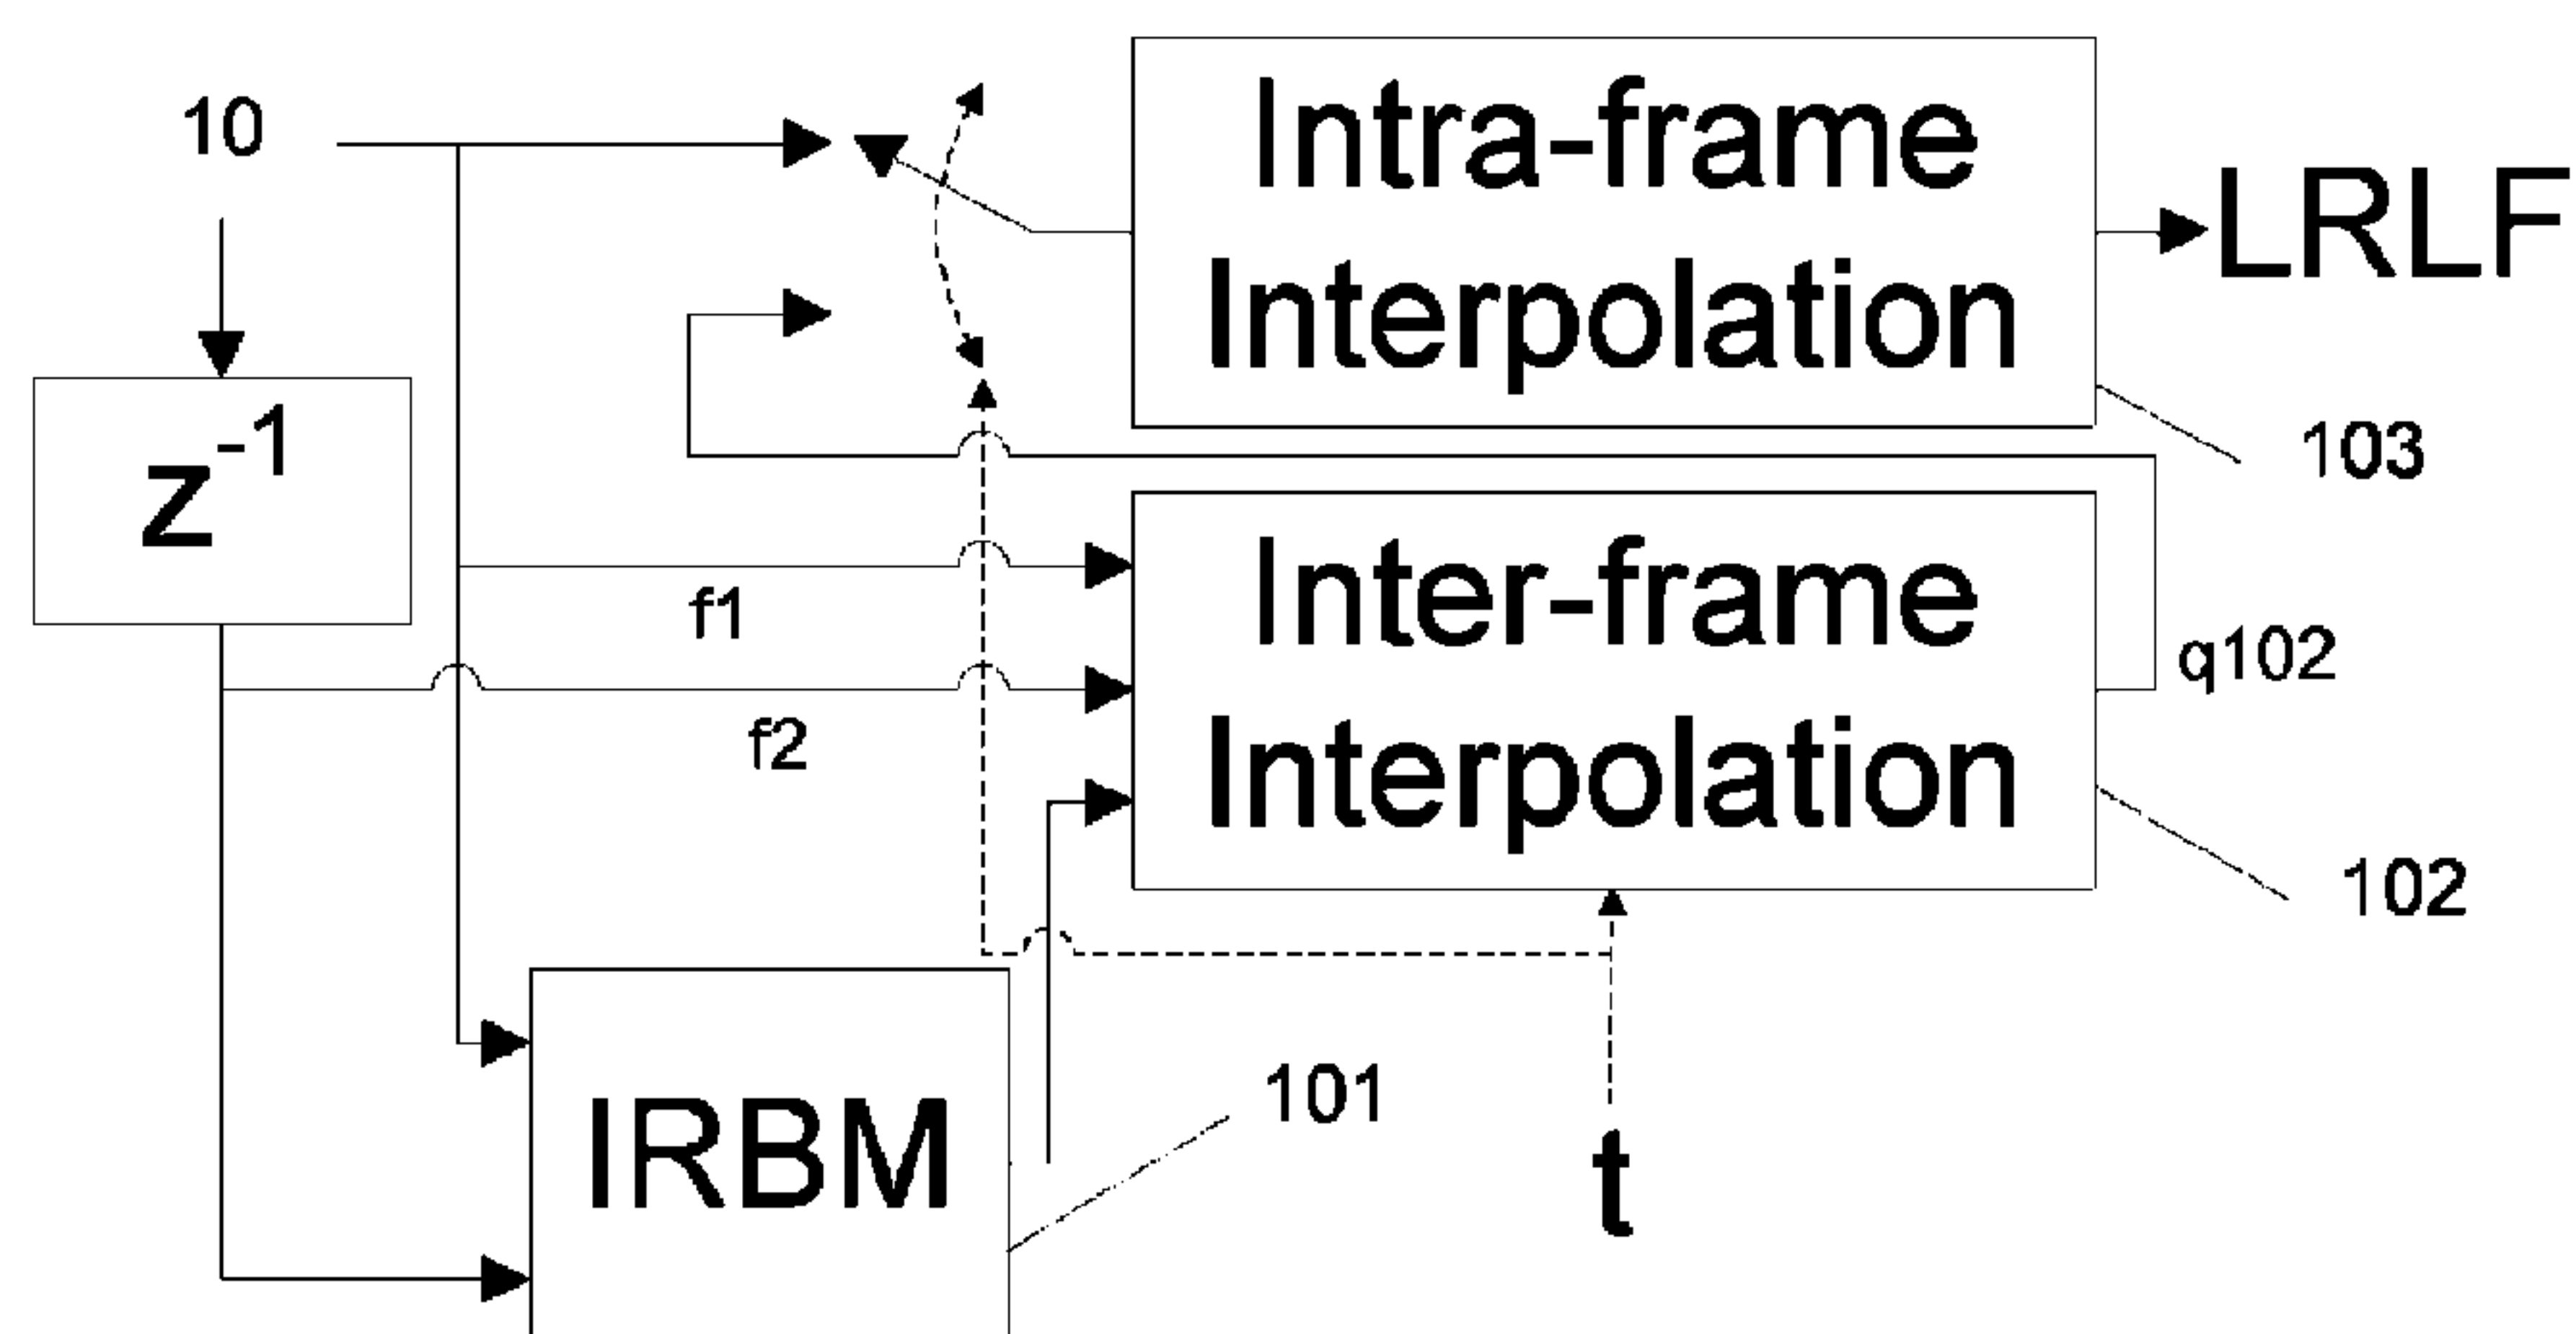 10
Intra-frame
Interpolation
LRLF
103
z-1
f1
f2
Inter-frame
Interpolation
q102
102
IRBM
101
t